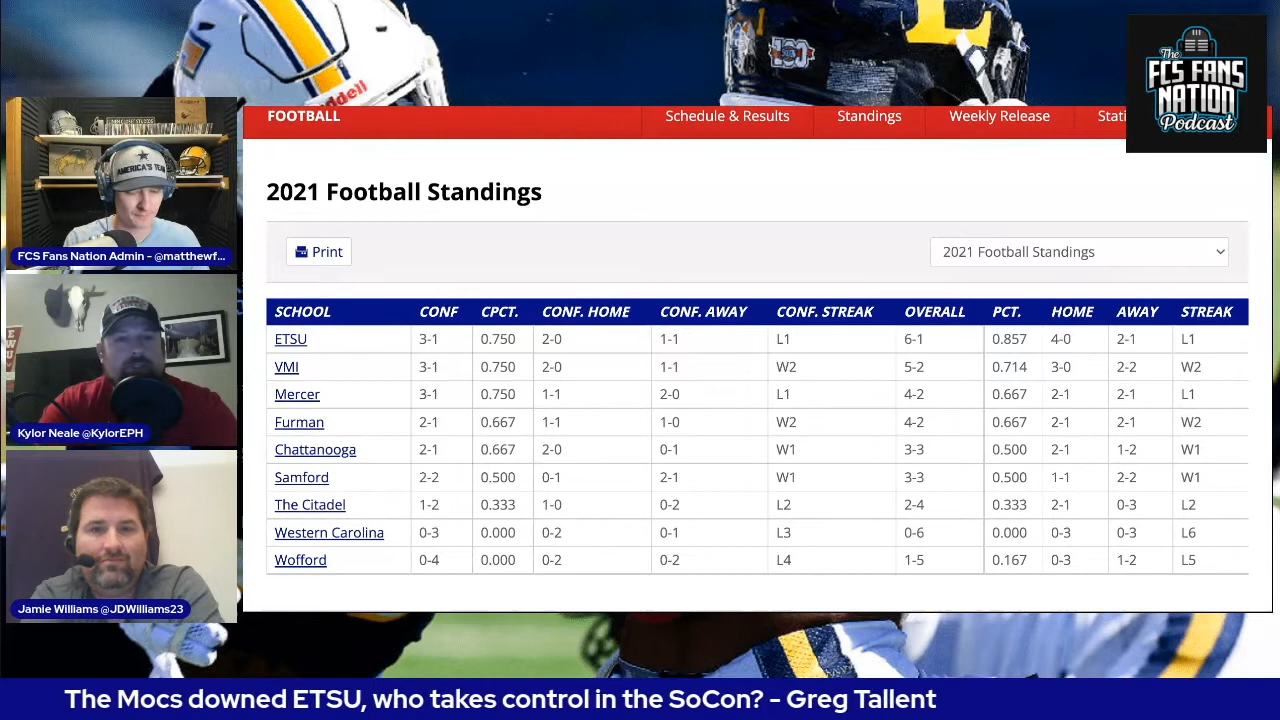 The
FCS FANS
NATION
Podcast
FOOTBALL
Schedule & Results
Standings
Weekly Release
Stati
2021 Football Standings
Print
2021 Football Standings
SCHOOL CONF CPCT. CONF. HOME CONF. AWAY CONF. STREAK OVERALL PCT. HOME AWAY STREAK
ETSU 3-1 0.750 2-0 1-1 L1 6-1 0.857 4-0 2-1 L1
VMI 3-1 0.750 2-0 1-1 W2 5-2 0.714 3-0 2-2 W2
Mercer 3-1 0.750 1-1 2-0 L1 4-2 0.667 2-1 2-1 L1
Furman 2-1 0.667 1-1 1-0 W2 4-2 0.667 2-1 2-1 W2
Chattanooga 2-1 0.667 2-0 0-1 W1 3-3 0.500 2-1 1-2 W1
Samford 2-2 0.500 0-1 2-1 W1 3-3 0.500 1-1 2-2 W1
The Citadel 1-2 0.333 1-0 0-2 L2 2-4 0.333 2-1 0-3 L2
Western Carolina 0-3 0.000 0-2 0-1 L3 0-6 0.000 0-3 0-3 L6
Wofford 0-4 0.000 0-2 0-2 L4 1-5 0.167 0-3 1-2 L5
AMERICA'S TEAM
FCS Fans Nation Admin - @matthewf...
Kylor Neale @KylorEPH
Jamie Williams @JDWilliams23
The Mocs downed ETSU, who takes control in the SoCon? - Greg Tallent